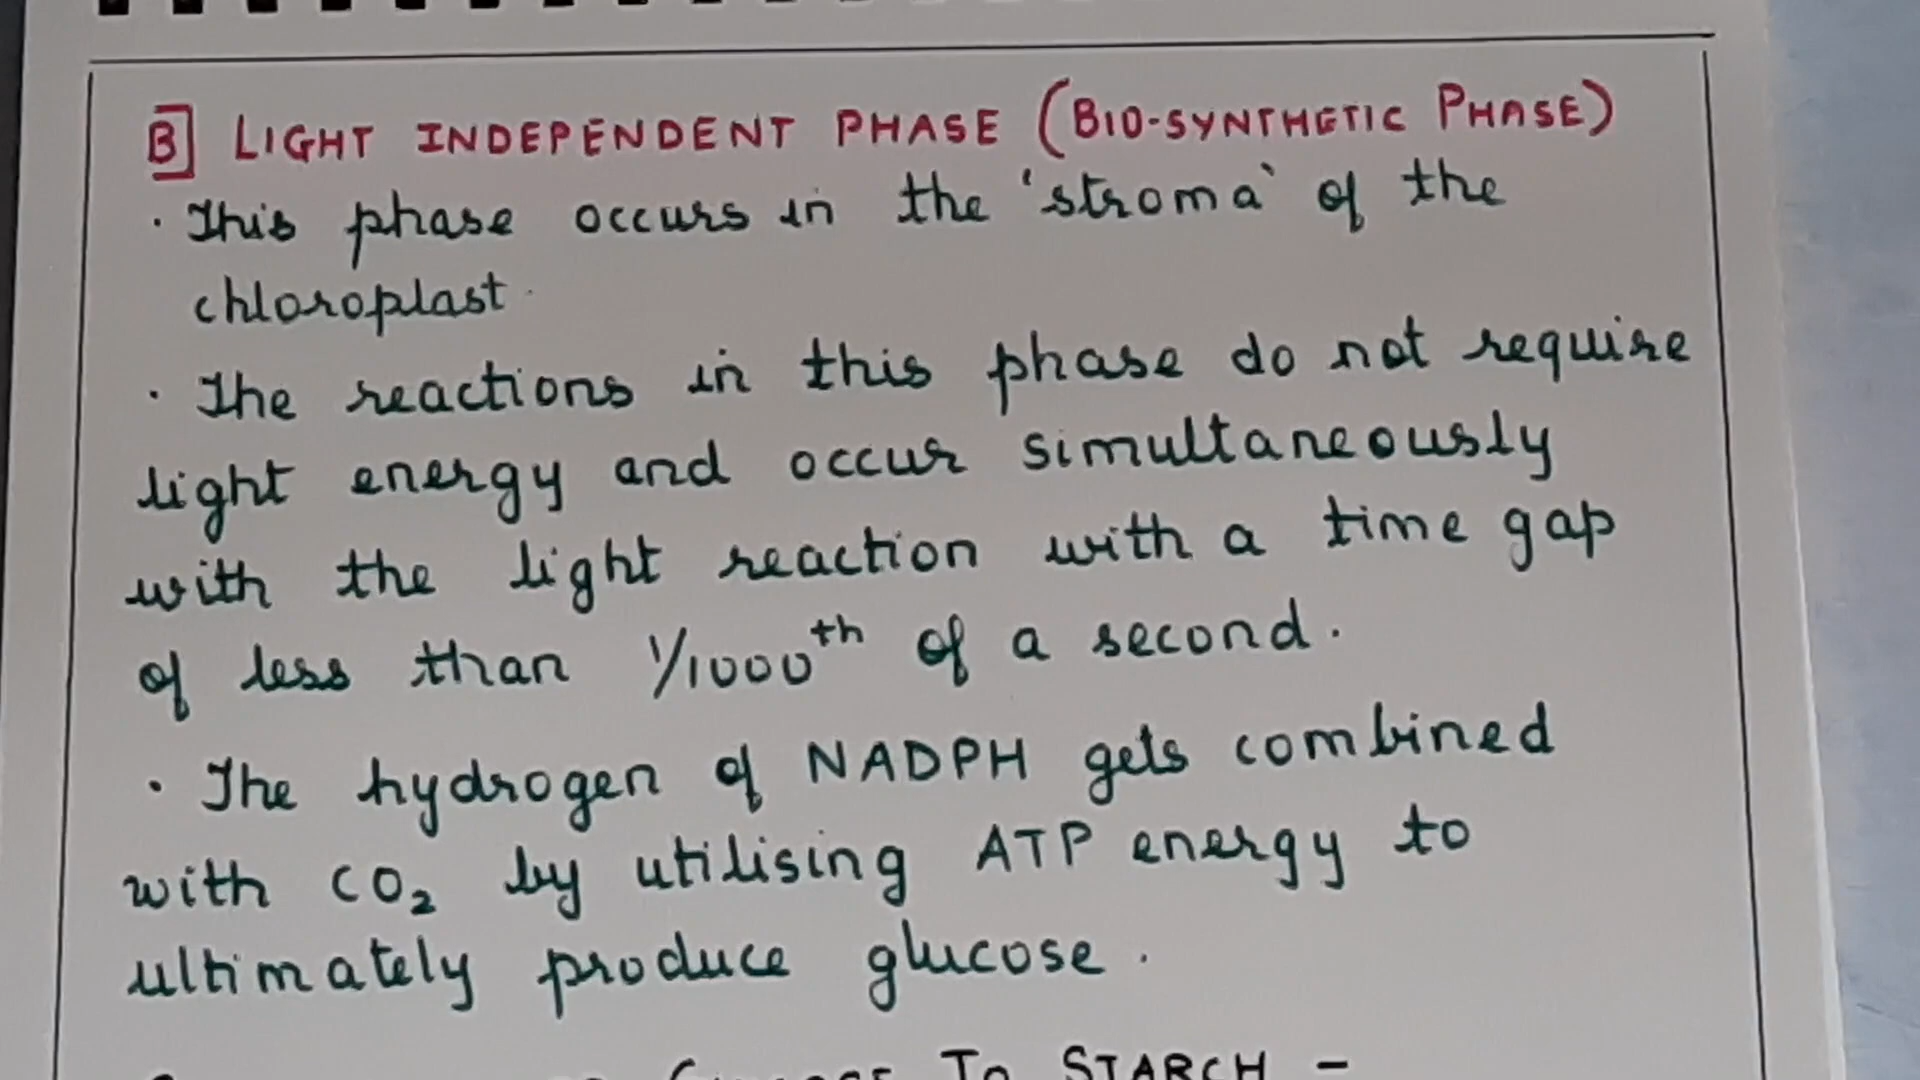 B] LIGHT INDEPENDENT PHASE (BIO-SYNTHETIC PHASE)
· This phase occurs in the 'stroma' of the
chloroplast.
· The reactions in this phase do not require
light energy and occur simultaneously
with the light reaction with a time gap
of less than 1/1000th of a second.
· The hydrogen of NADPH gets combined
with CO₂ by utilising ATP energy to
ultimately produce glucose.
TO STARCH –